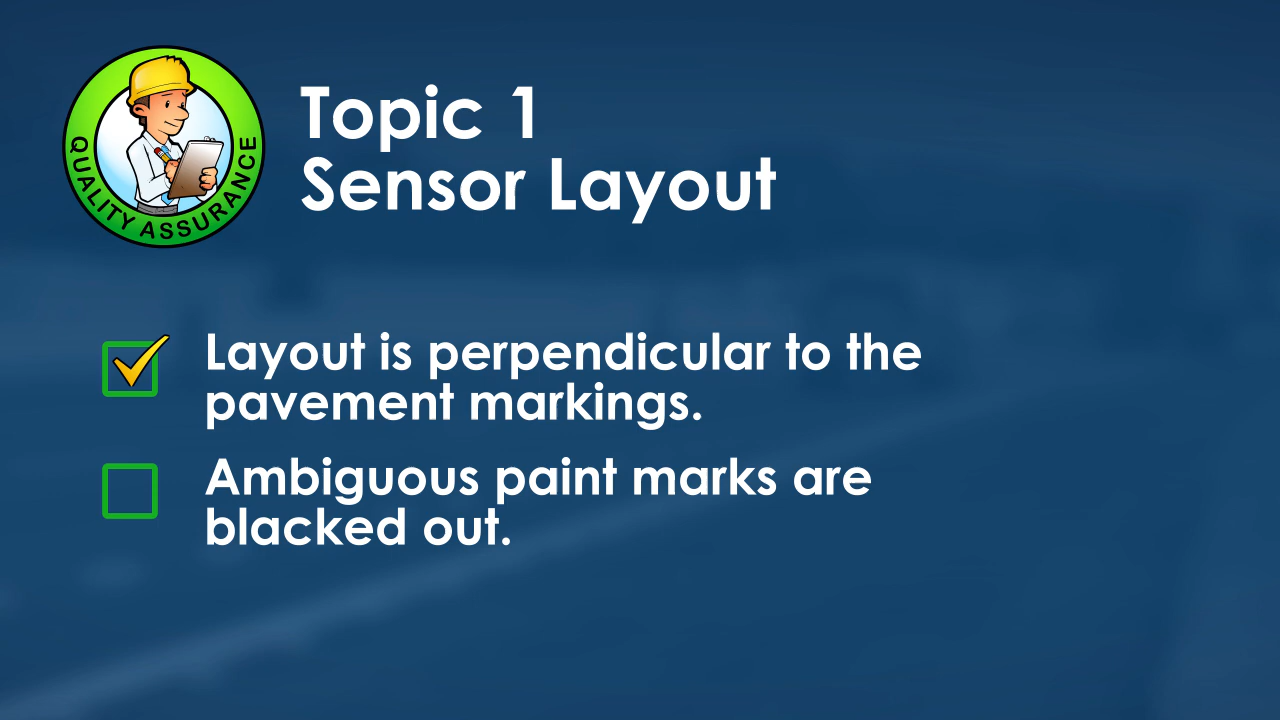 QUALITY ASSURANCE
Topic 1
Sensor Layout
Layout is perpendicular to the
pavement markings.
Ambiguous paint marks are
blacked out.